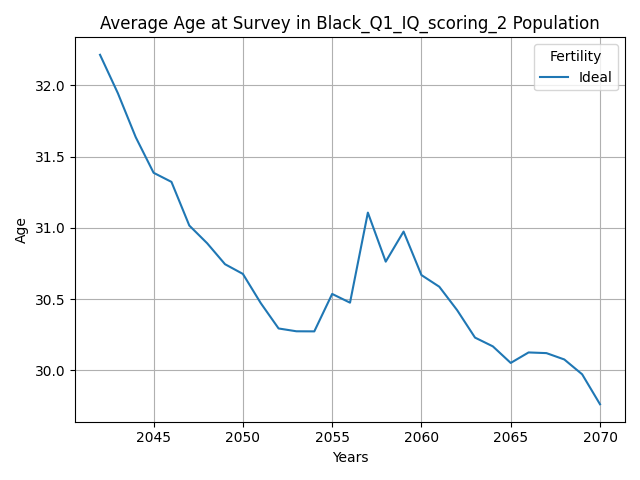 Average Age at Survey in Black_Q1_IQ_scoring_2 Population
Fertility
Ideal
32.0
31.5
31.0
30.5
30.0
Age
2045 2050 2055 2060 2065 2070
Years